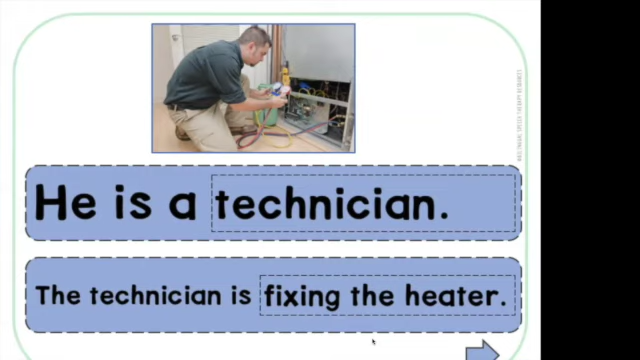 He is a technician.
The technician is fixing the heater.